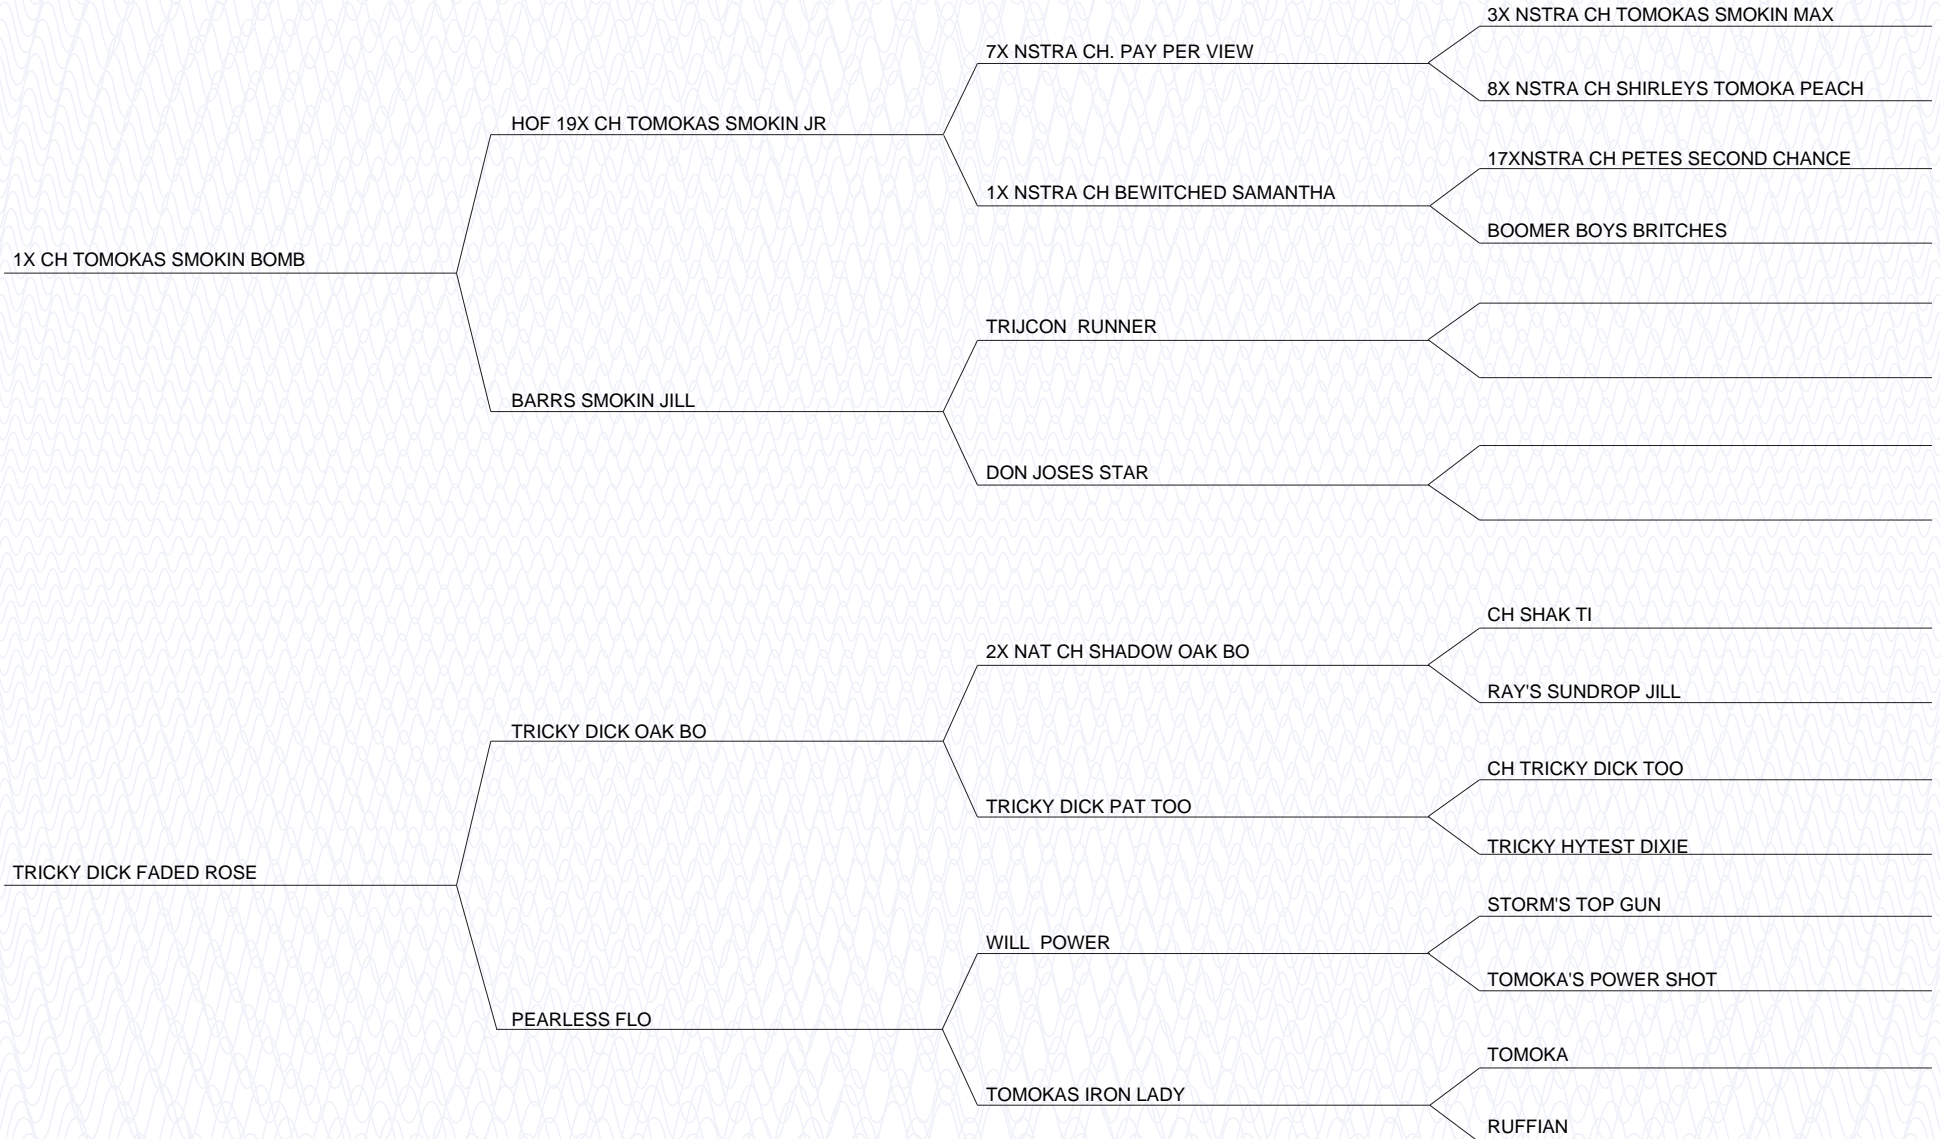 3X NSTRA CH TOMOKAS SMOKIN MAX
7X NSTRA CH. PAY PER VIEW
8X NSTRA CH SHIRLEYS TOMOKA PEACH
HOF 19X CH TOMOKAS SMOKIN JR
17XNSTRA CH PETES SECOND CHANCE
1X NSTRA CH BEWITCHED SAMANTHA
BOOMER BOYS BRITCHES
1X CH TOMOKAS SMOKIN BOMB
TRIJCON  RUNNER
BARRS SMOKIN JILL
DON JOSES STAR
CH SHAK TI
2X NAT CH SHADOW OAK BO
RAY'S SUNDROP JILL
TRICKY DICK OAK BO
CH TRICKY DICK TOO
TRICKY DICK PAT TOO
TRICKY HYTEST DIXIE
TRICKY DICK FADED ROSE
STORM'S TOP GUN
WILL  POWER
TOMOKA'S POWER SHOT
PEARLESS FLO
TOMOKA
TOMOKAS IRON LADY
RUFFIAN